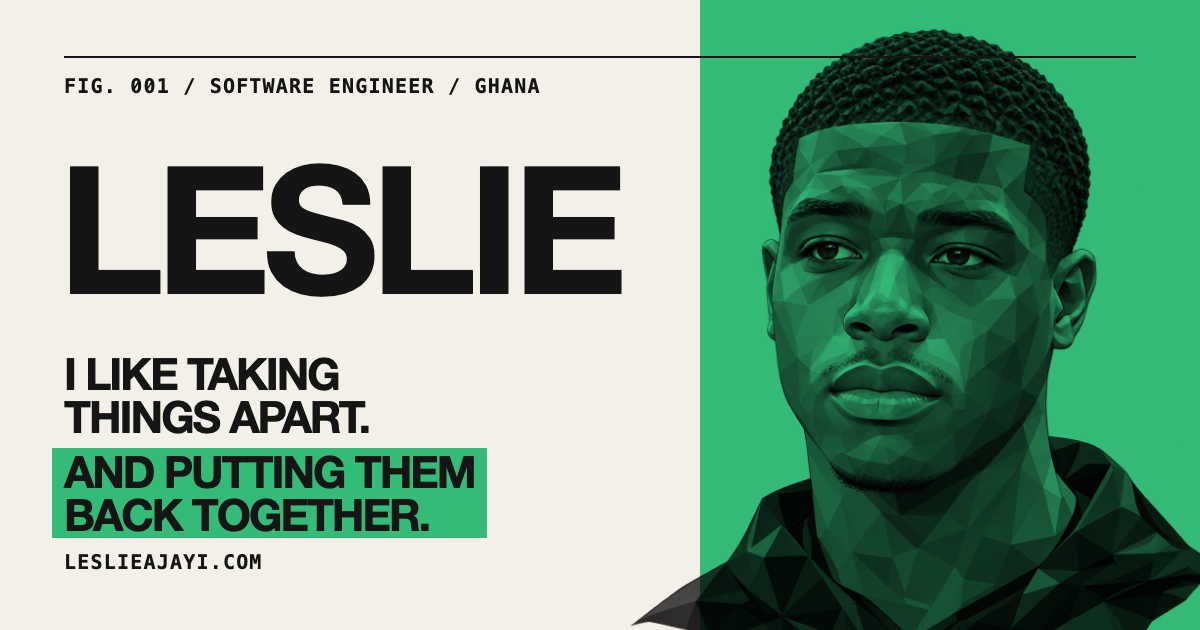 FIG. 001 / SOFTWARE ENGINEER / GHANA
LESLIE
I LIKE TAKING
THINGS APART.
AND PUTTING THEM
BACK TOGETHER.
LESLIEAJAYI.COM